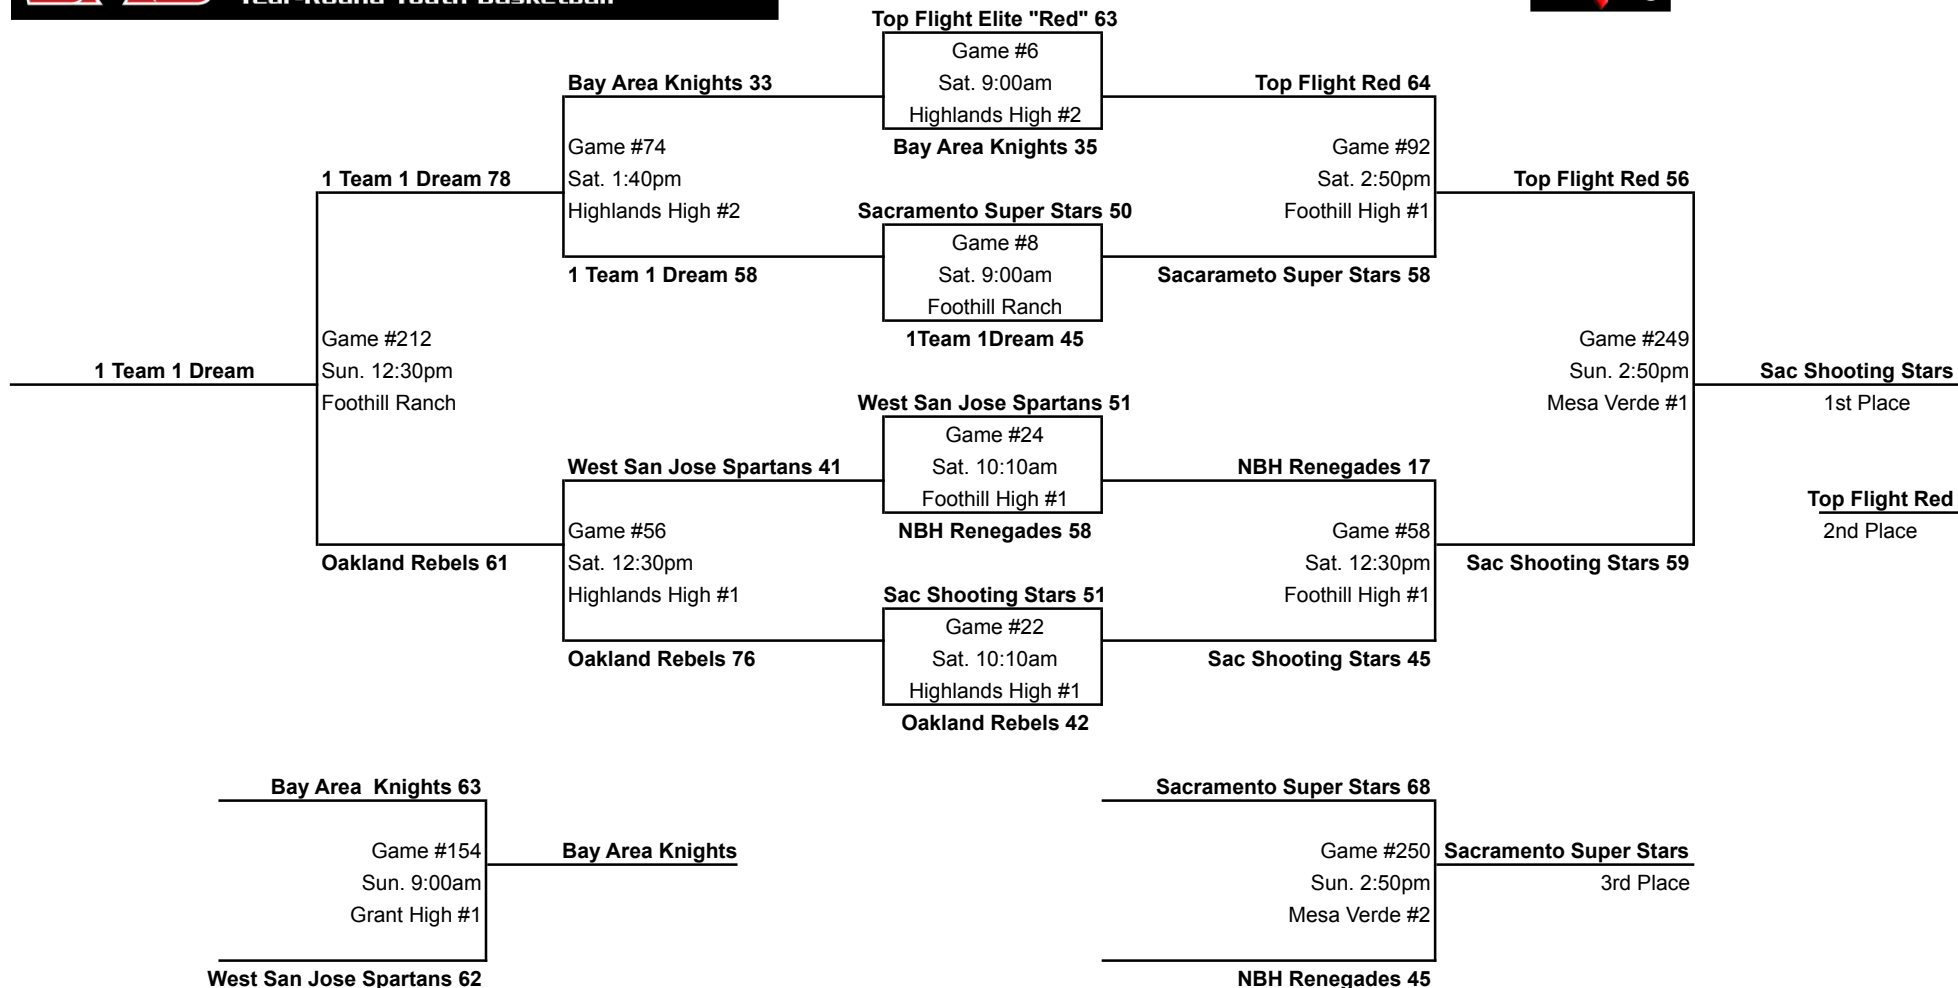 Year-Round Youth Basketball
Top Flight Elite "Red" 63
Game #6
Sat. 9:00am
Highlands High #2
Bay Area Knights 35
Bay Area Knights 33
Top Flight Red 64
Game #74
Sat. 1:40pm
Highlands High #2
Game #92
Sat. 2:50pm
Foothill High #1
1 Team 1 Dream 78
Top Flight Red 56
Sacramento Super Stars 50
Game #8
Sat. 9:00am
Foothill Ranch
1Team 1Dream 45
1 Team 1 Dream 58
Sacarameto Super Stars 58
Game #212
Sun. 12:30pm
Foothill Ranch
1 Team 1 Dream
Game #249
Sun. 2:50pm
Mesa Verde #1
Sac Shooting Stars
1st Place
West San Jose Spartans 51
Game #24
Sat. 10:10am
Foothill High #1
NBH Renegades 58
West San Jose Spartans 41
NBH Renegades 17
Top Flight Red
2nd Place
Game #56
Sat. 12:30pm
Highlands High #1
Game #58
Sat. 12:30pm
Foothill High #1
Oakland Rebels 61
Sac Shooting Stars 59
Sac Shooting Stars 51
Game #22
Sat. 10:10am
Highlands High #1
Oakland Rebels 42
Oakland Rebels 76
Sac Shooting Stars 45
Bay Area  Knights 63
Game #154
Sun. 9:00am
Grant High #1
West San Jose Spartans 62
Bay Area Knights
Sacramento Super Stars 68
Game #250
Sun. 2:50pm
Mesa Verde #2
NBH Renegades 45
Sacramento Super Stars
3rd Place